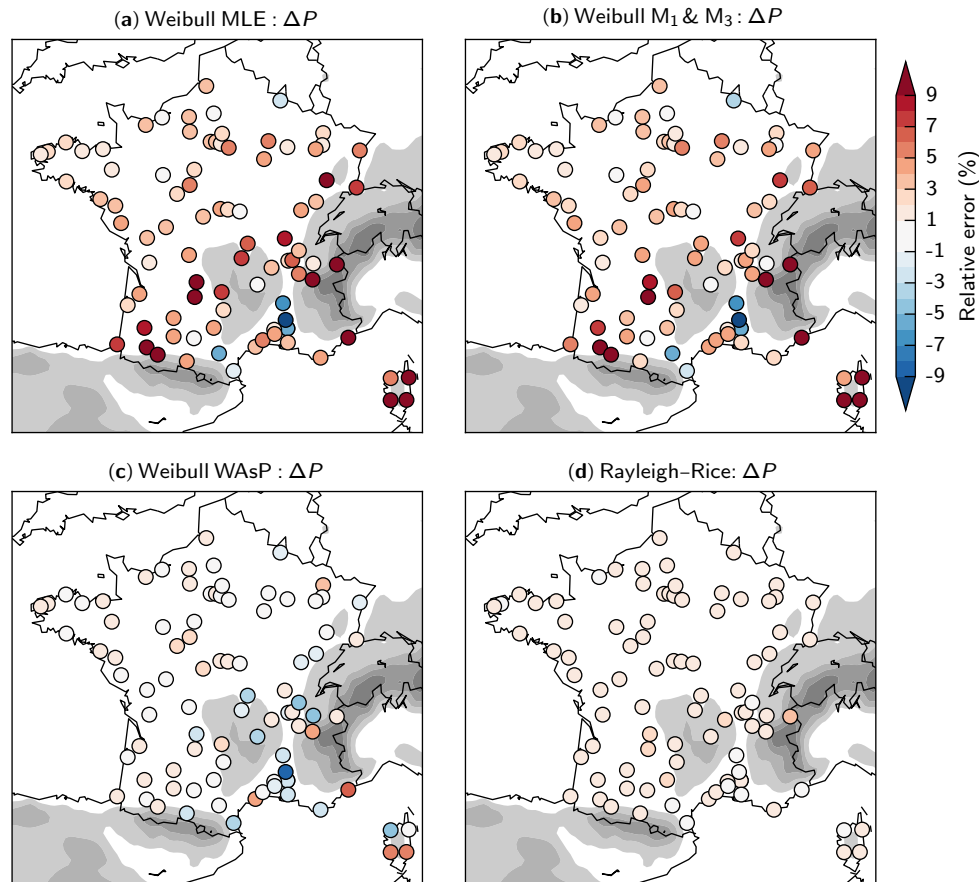 (a) Weibull MLE : ΔP
(b) Weibull M₁ & M₃ : ΔP
9
7
5
3
1
-1
-3
-5
-7
-9
Relative error (%)
(c) Weibull WAsP : ΔP
(d) Rayleigh–Rice: ΔP